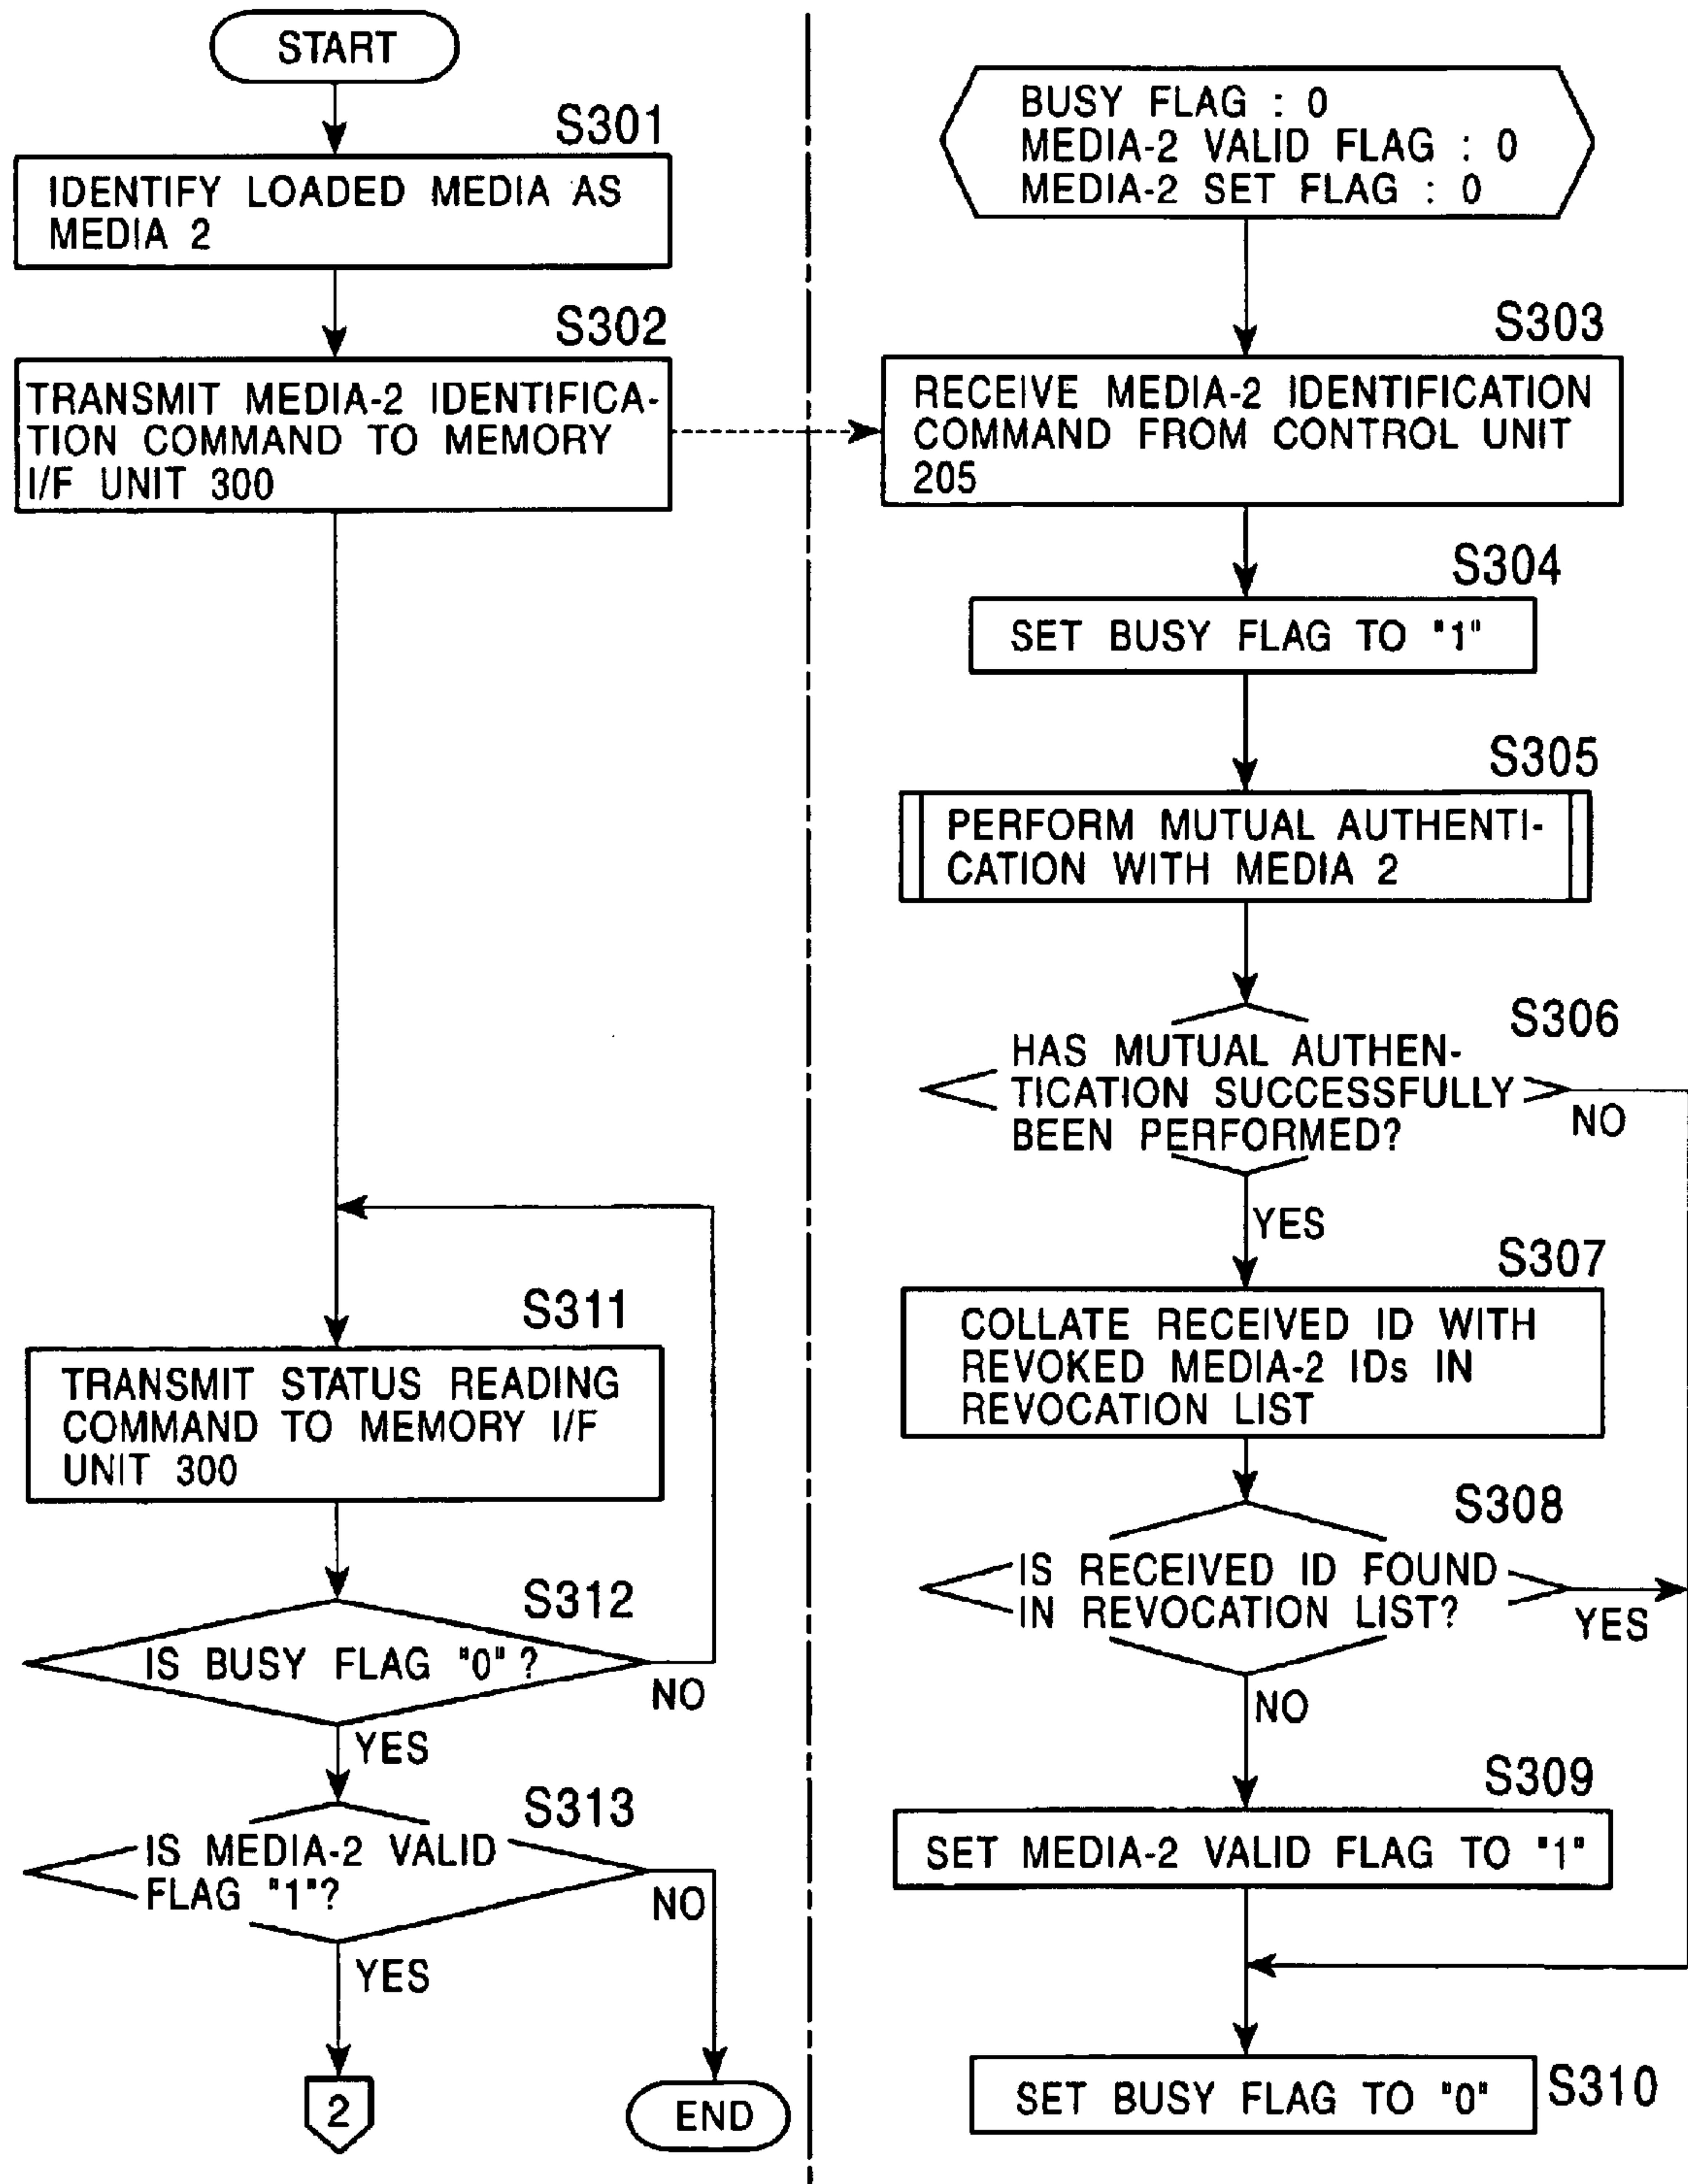 START
S301
IDENTIFY LOADED MEDIA AS
MEDIA 2
S302
TRANSMIT MEDIA-2 IDENTIFICA-
TION COMMAND TO MEMORY
I/F UNIT 300
S311
TRANSMIT STATUS READING
COMMAND TO MEMORY I/F
UNIT 300
S312
IS BUSY FLAG "0"?
NO
YES
S313
IS MEDIA-2 VALID
FLAG "1"?
NO
YES
2
END
BUSY FLAG : 0
MEDIA-2 VALID FLAG : 0
MEDIA-2 SET FLAG : 0
S303
RECEIVE MEDIA-2 IDENTIFICATION
COMMAND FROM CONTROL UNIT
205
S304
SET BUSY FLAG TO "1"
S305
PERFORM MUTUAL AUTHENTI-
CATION WITH MEDIA 2
S306
HAS MUTUAL AUTHEN-
TICATION SUCCESSFULLY
BEEN PERFORMED?
NO
YES
S307
COLLATE RECEIVED ID WITH
REVOKED MEDIA-2 IDs IN
REVOCATION LIST
S308
IS RECEIVED ID FOUND
IN REVOCATION LIST?
YES
NO
S309
SET MEDIA-2 VALID FLAG TO "1"
SET BUSY FLAG TO "0"
S310